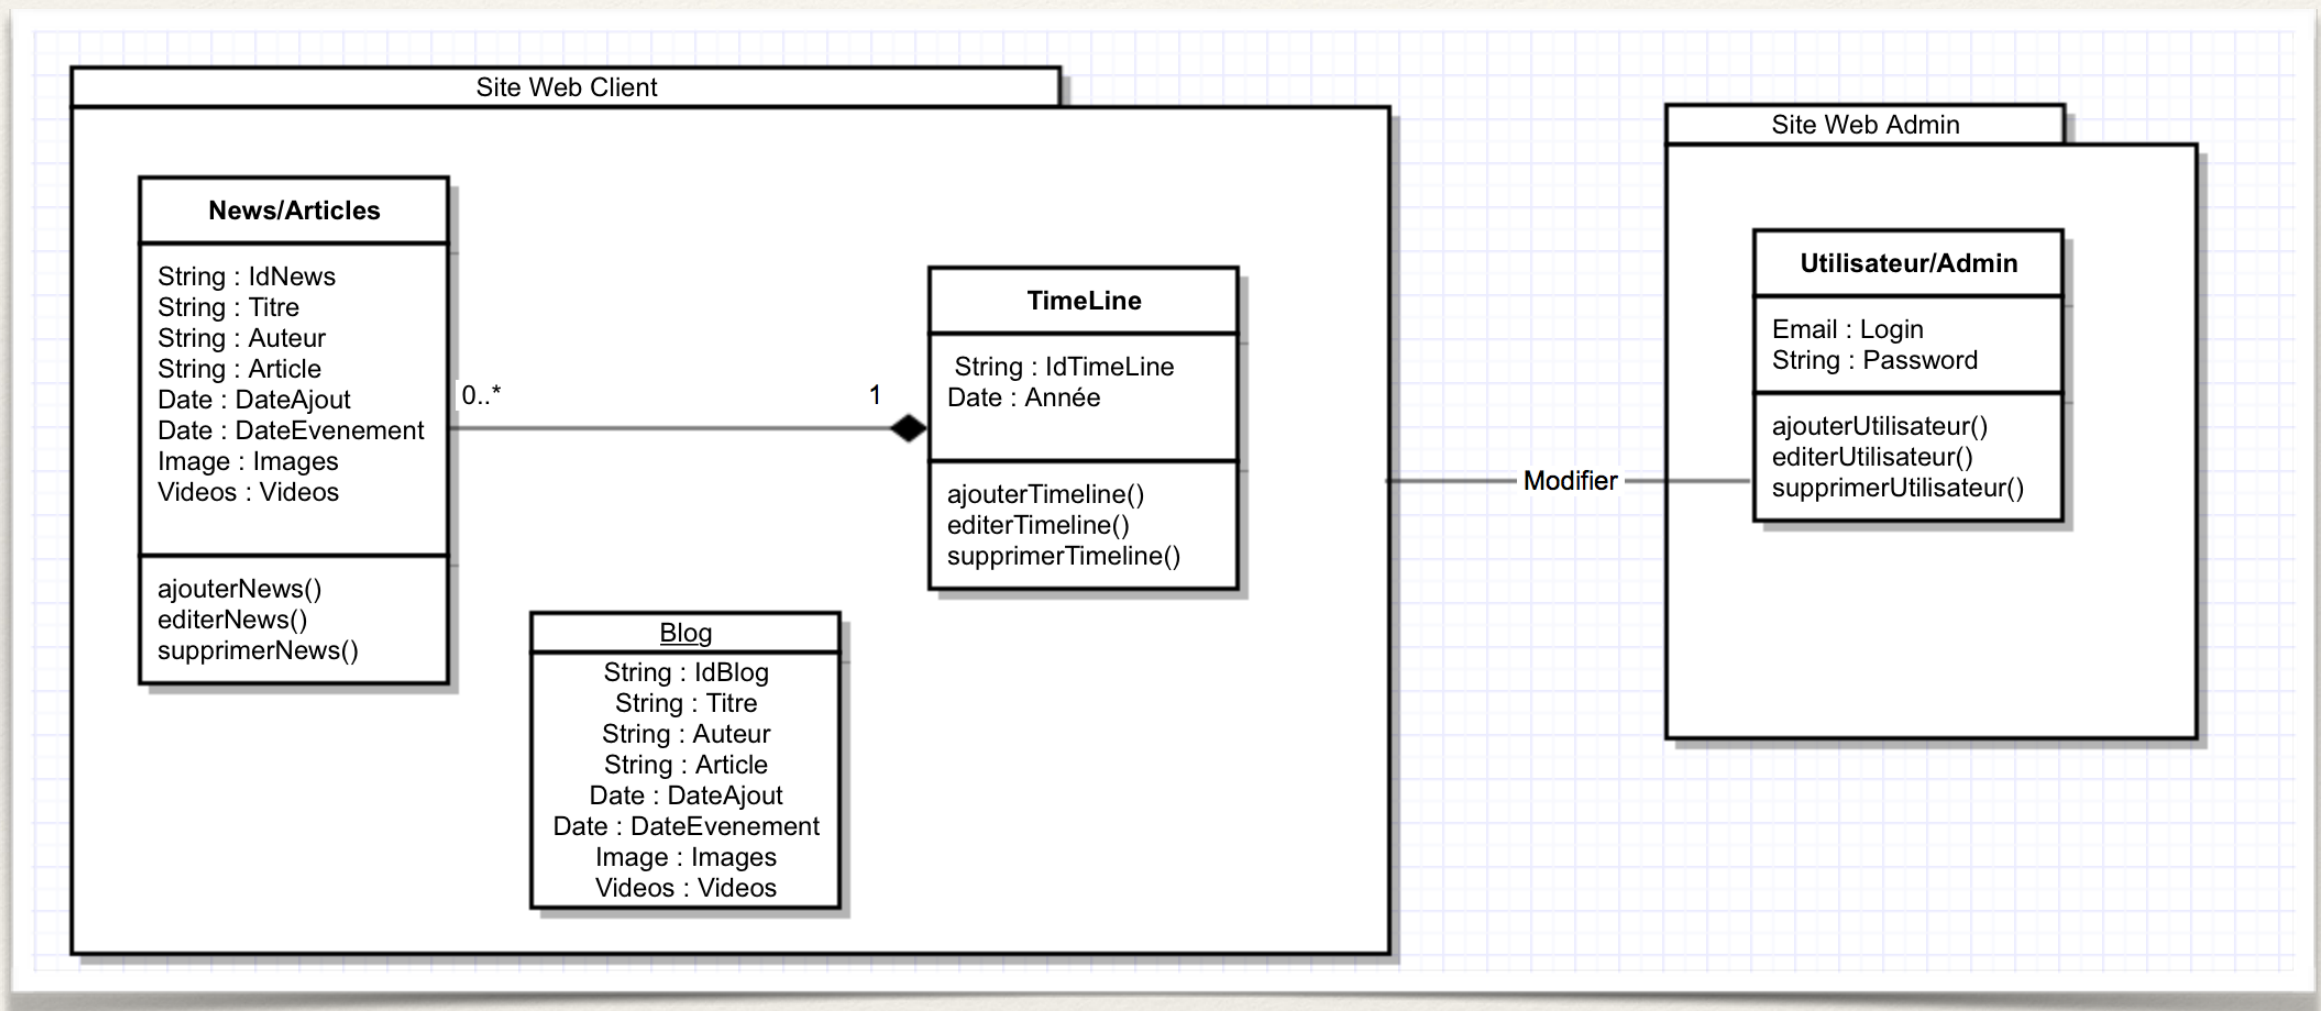 Site Web Client
News/Articles
String : IdNews
String : Titre
String : Auteur
String : Article
Date : DateAjout
Date : DateEvenement
Image : Images
Videos : Videos
ajouterNews()
editerNews()
supprimerNews()
0..*
1
TimeLine
String : IdTimeLine
Date : Année
ajouterTimeline()
editerTimeline()
supprimerTimeline()
Blog
String : IdBlog
String : Titre
String : Auteur
String : Article
Date : DateAjout
Date : DateEvenement
Image : Images
Videos : Videos
Modifier
Site Web Admin
Utilisateur/Admin
Email : Login
String : Password
ajouterUtilisateur()
editerUtilisateur()
supprimerUtilisateur()